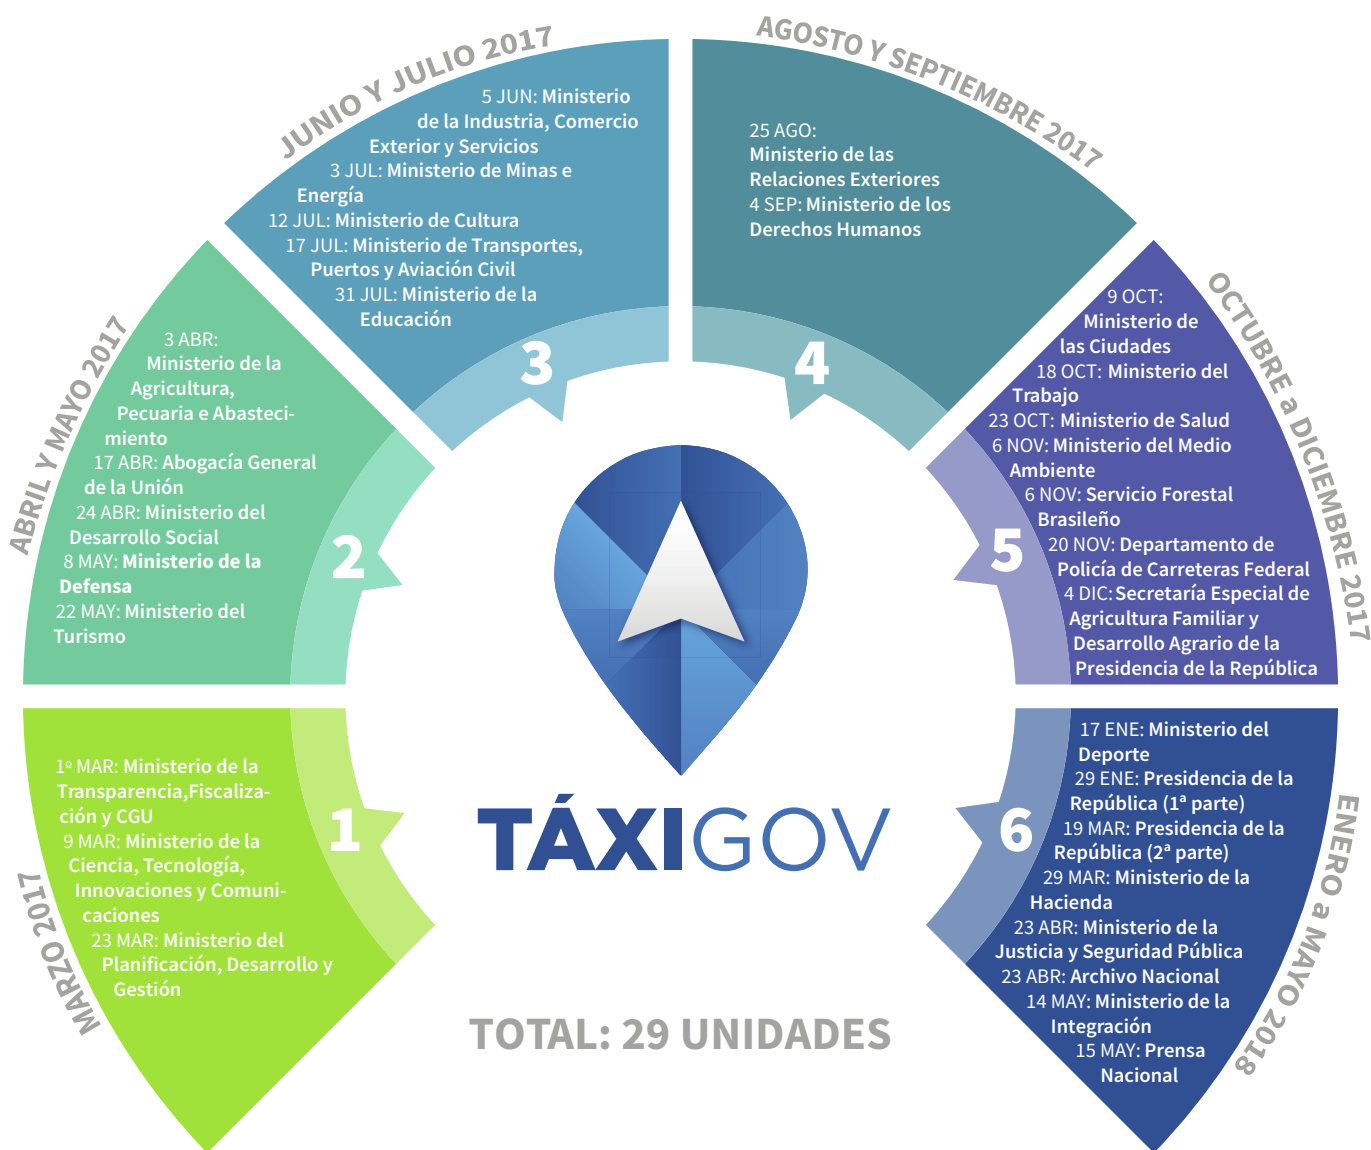 MARZO 2017
1º MAR: Ministerio de la
Transparencia,Fiscaliza-
ción y CGU
9 MAR: Ministerio de la
Ciencia, Tecnología,
Innovaciones y Comuni-
caciones
23 MAR: Ministerio del
Planificación, Desarrollo y
Gestión
1
ABRIL Y MAYO 2017
3 ABR:
Ministerio de la
Agricultura,
Pecuaria e Abasteci-
miento
17 ABR: Abogacía General
de la Unión
24 ABR: Ministerio del
Desarrollo Social
8 MAY: Ministerio de la
Defensa
22 MAY: Ministerio del
Turismo
2
JUNIO Y JULIO 2017
5 JUN: Ministerio
de la Industria, Comercio
Exterior y Servicios
3 JUL: Ministerio de Minas e
Energía
12 JUL: Ministerio de Cultura
17 JUL: Ministerio de Transportes,
Puertos y Aviación Civil
31 JUL: Ministerio de la
Educación
3
AGOSTO Y SEPTIEMBRE 2017
25 AGO:
Ministerio de las
Relaciones Exteriores
4 SEP: Ministerio de los
Derechos Humanos
4
OCTUBRE a DICIEMBRE 2017
9 OCT:
Ministerio de
las Ciudades
18 OCT: Ministerio del
Trabajo
23 OCT: Ministerio de Salud
6 NOV: Ministerio del Medio
Ambiente
6 NOV: Servicio Forestal
Brasileño
20 NOV: Departamento de
Policía de Carreteras Federal
4 DIC: Secretaría Especial de
Agricultura Familiar y
Desarrollo Agrario de la
Presidencia de la República
5
ENERO a MAYO 2018
17 ENE: Ministerio del
Deporte
29 ENE: Presidencia de la
República (1ª parte)
19 MAR: Presidencia de la
República (2ª parte)
29 MAR: Ministerio de la
Hacienda
23 ABR: Ministerio de la
Justicia y Seguridad Pública
23 ABR: Archivo Nacional
14 MAY: Ministerio de la
Integración
15 MAY: Prensa
Nacional
6
TÁXIGOV
TOTAL: 29 UNIDADES